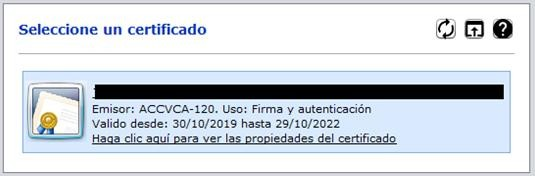 Seleccione un certificado
Emisor: ACCVCA-120. Uso: Firma y autenticación
Valido desde: 30/10/2019 hasta 29/10/2022
Haga clic aquí para ver las propiedades del certificado